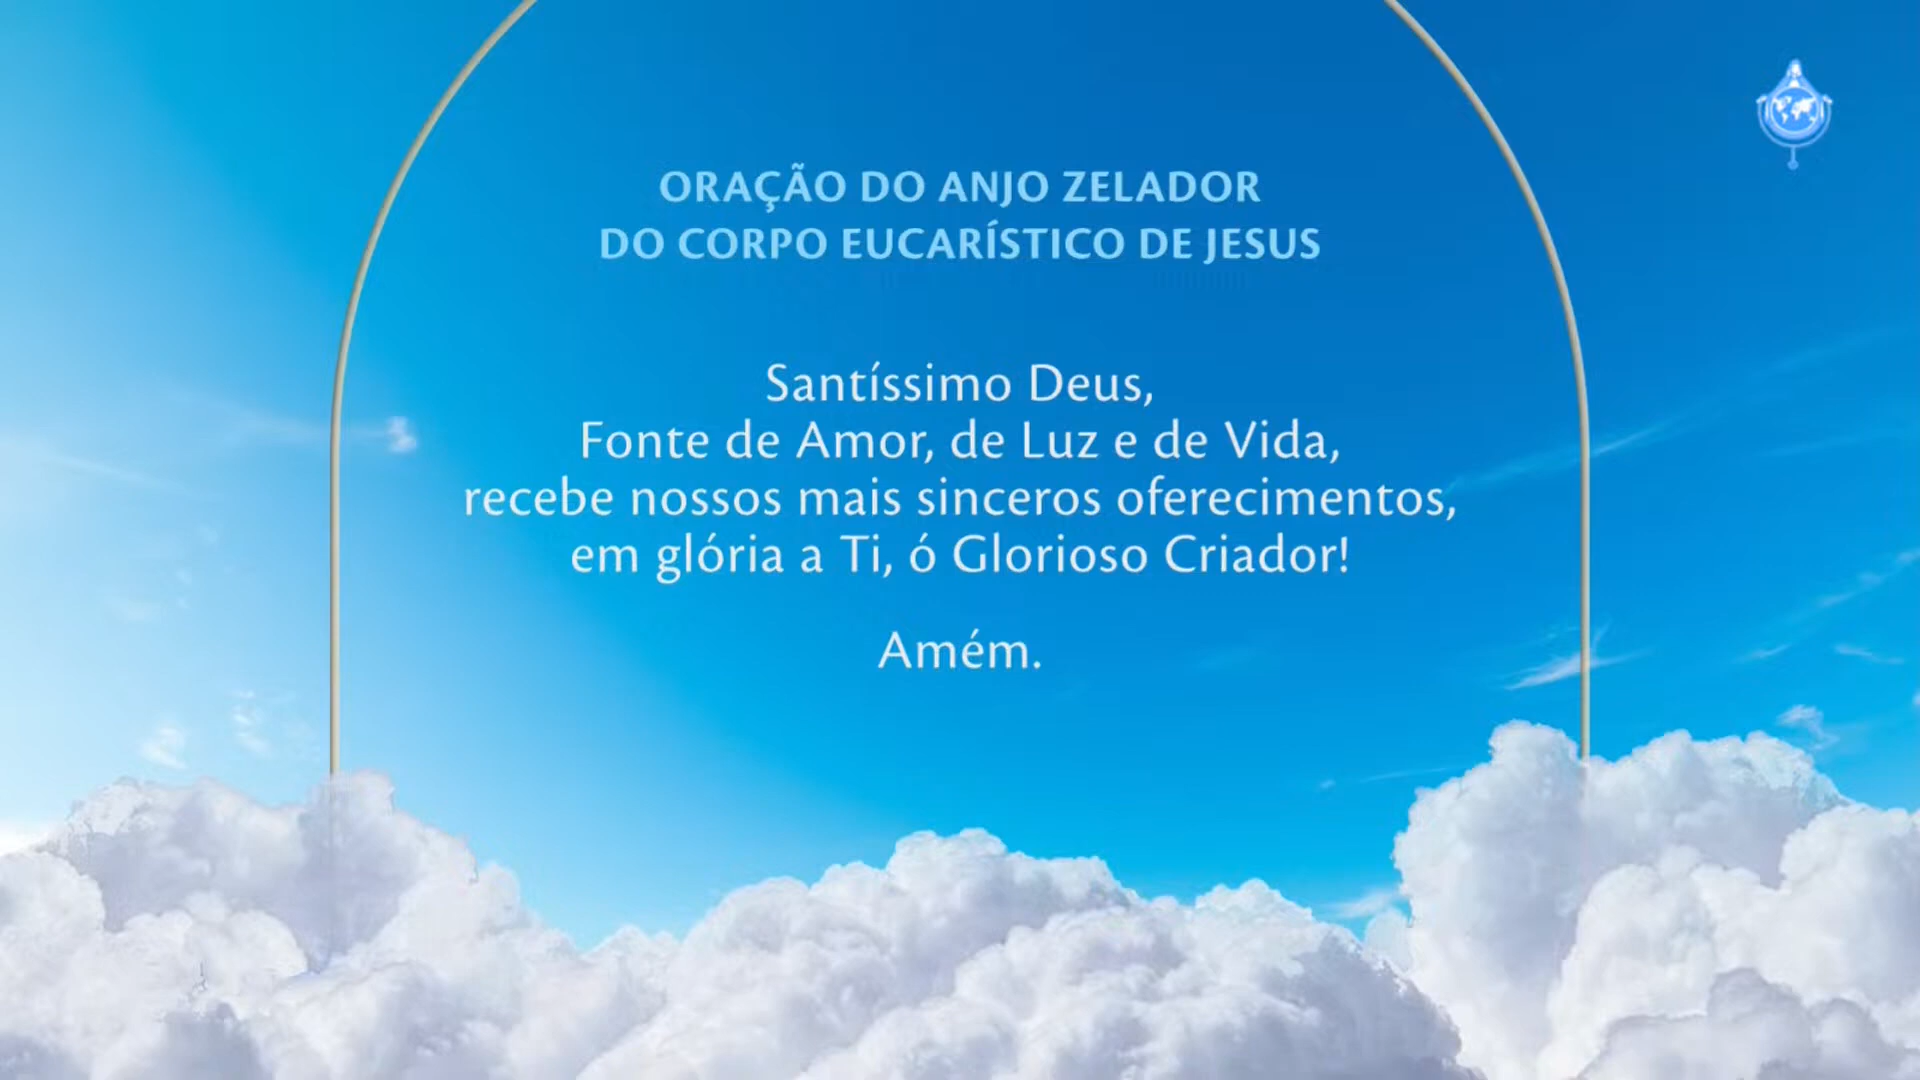 ORAÇÃO DO ANJO ZELADOR
DO CORPO EUCARÍSTICO DE JESUS
Santíssimo Deus,
Fonte de Amor, de Luz e de Vida,
recebe nossos mais sinceros oferecimentos,
em glória a Ti, ó Glorioso Criador!
Amém.